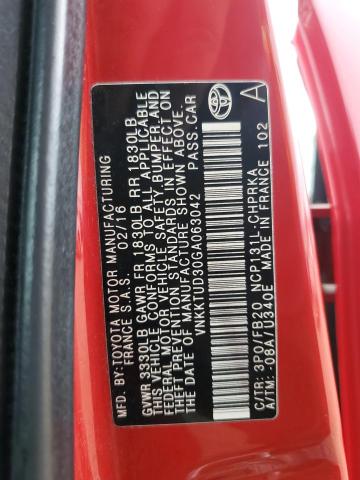 MFD.BY:TOYOTA MOTOR MANUFACTURING
FRANCE S.A.S. 02/16
GVWR 3330LB GAWR FR 1830LB RR 1830LB
THIS VEHICLE CONFORMS TO ALL APPLICABLE
FEDERAL MOTOR VEHICLE SAFETY, BUMPER, AND
THEFT PREVENTION STANDARDS IN EFFECT ON
THE DATE OF MANUFACTURE SHOWN ABOVE.
VNKKTUD30GA063042 PASS.CAR
C/TR: 3P0/FB20 NCP131L-CHPRKA
A/TM: -08A/U340E MADE IN FRANCE 102
TOYOTA
A